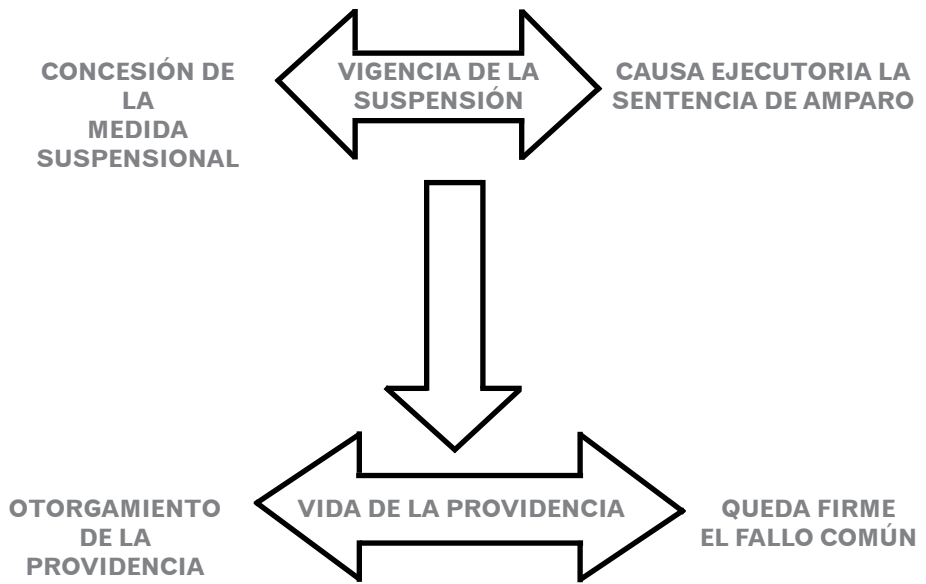 CONCESIÓN DE
LA
MEDIDA
SUSPENSIONAL
VIGENCIA DE LA
SUSPENSIÓN
CAUSA EJECUTORIA LA
SENTENCIA DE AMPARO
OTORGAMIENTO
DE LA
PROVIDENCIA
VIDA DE LA PROVIDENCIA
QUEDA FIRME
EL FALLO COMÚN